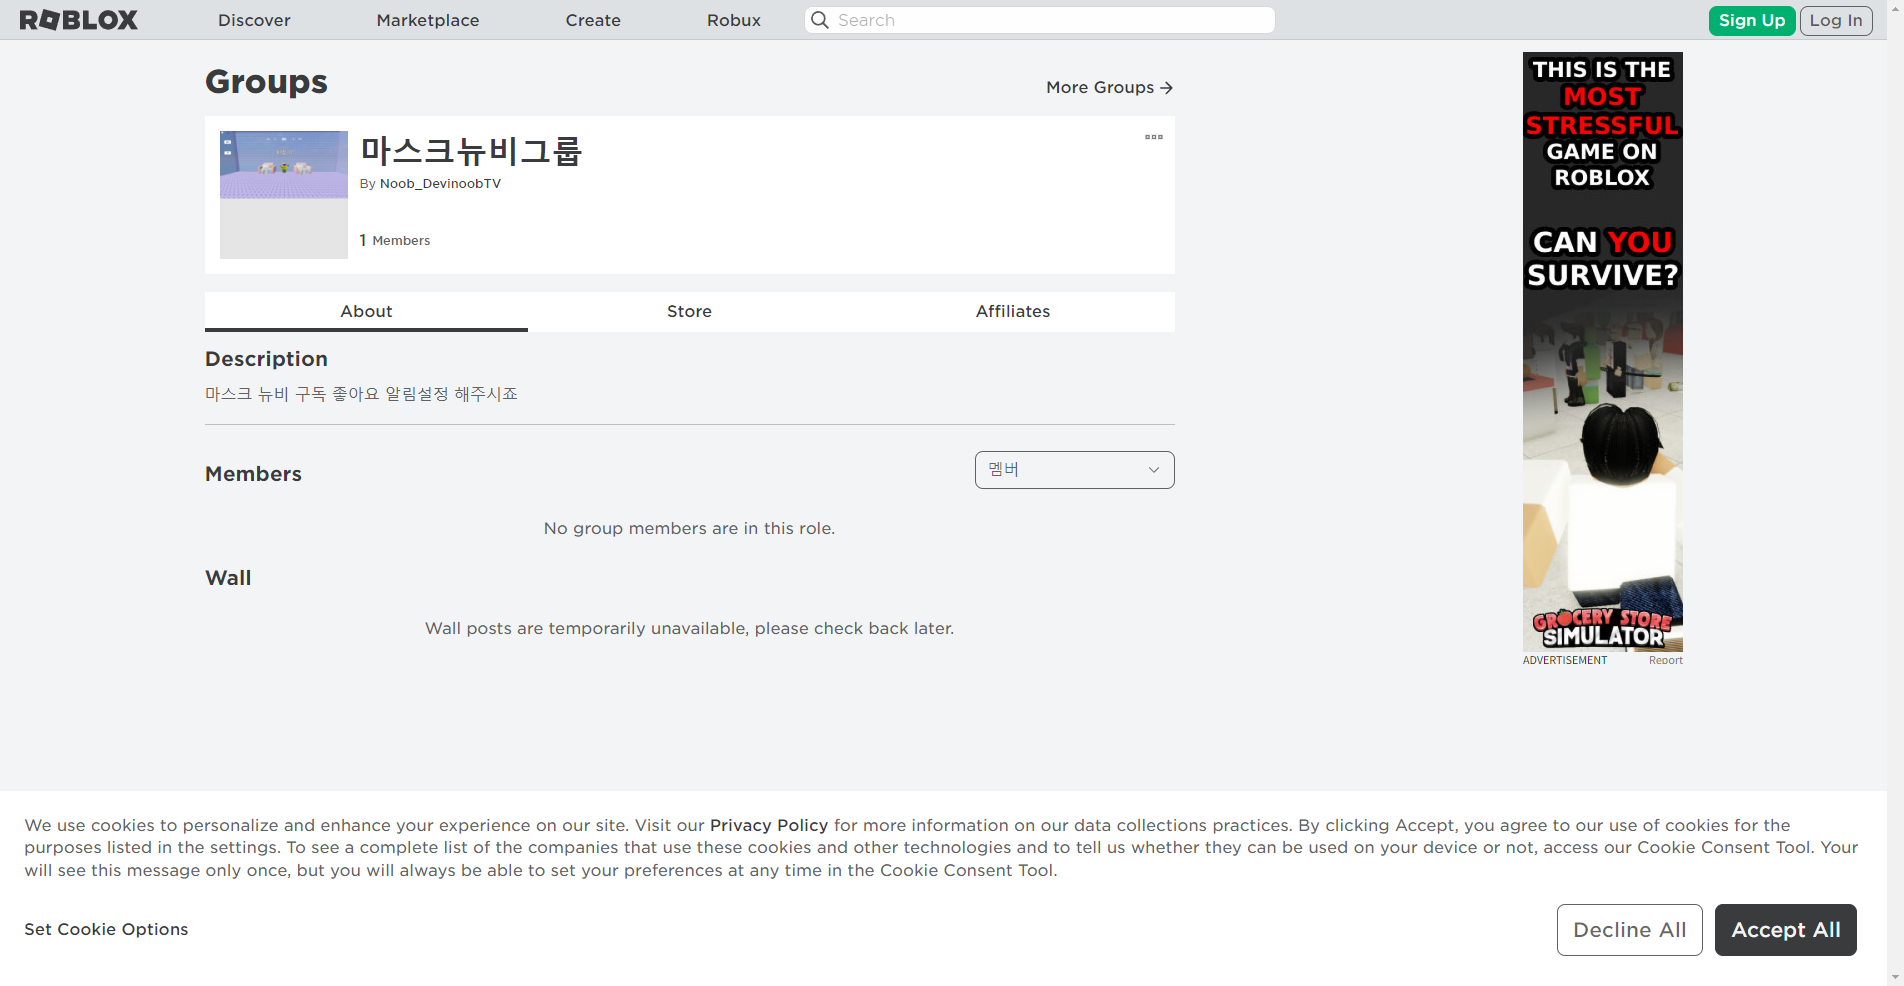 ROBLOX
Discover
Marketplace
Create
Robux
Search
Sign Up
Log In
Groups
More Groups
마스크뉴비그룹
By Noob_DevinoobTV
1 Members
About
Store
Affiliates
Description
마스크 뉴비 구독 좋아요 알림설정 해주시죠
Members
멤버
No group members are in this role.
Wall
Wall posts are temporarily unavailable, please check back later.
THIS IS THE
MOST
STRESSFUL
GAME ON
ROBLOX
CAN YOU
SURVIVE?
GROCERY STORE
SIMULATOR
ADVERTISEMENT
Report
We use cookies to personalize and enhance your experience on our site. Visit our Privacy Policy for more information on our data collections practices. By clicking Accept, you agree to our use of cookies for the
purposes listed in the settings. To see a complete list of the companies that use these cookies and other technologies and to tell us whether they can be used on your device or not, access our Cookie Consent Tool. Your
will see this message only once, but you will always be able to set your preferences at any time in the Cookie Consent Tool.
Set Cookie Options
Decline All
Accept All